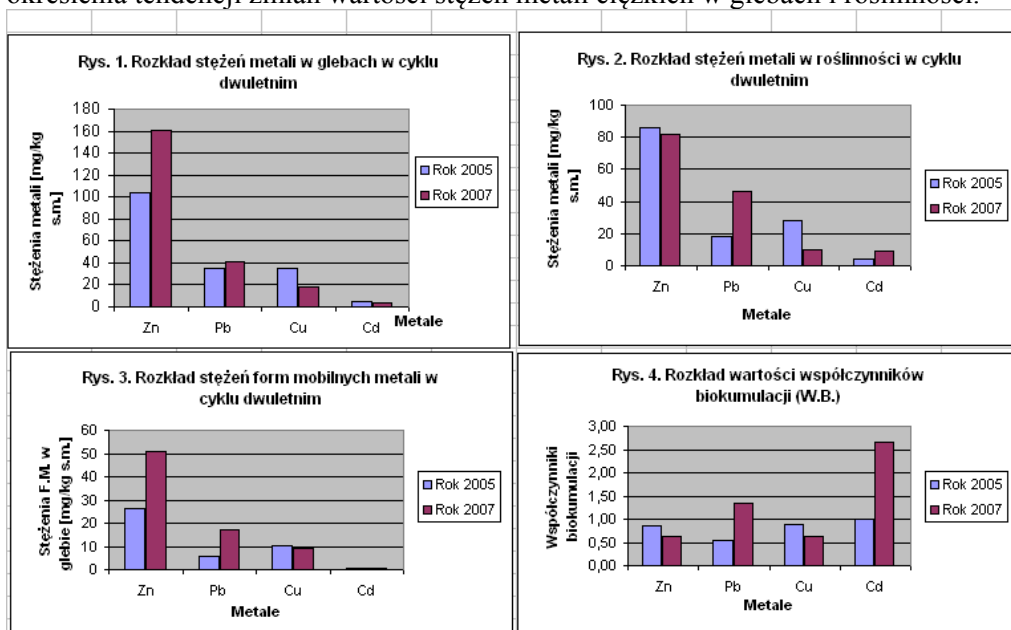 określenia tendencji zmian wartości stężeń metali ciężkich w glebach i roślinności.
Rys. 1. Rozkład stężeń metali w glebach w cyklu
dwuletnim
Stężenia metali [mg/kg
s.m.]
180
160
140
120
100
80
60
40
20
0
Zn Pb Cu Cd
Metale
Rok 2005
Rok 2007
Rys. 2. Rozkład stężeń metali w roślinności w cyklu
dwuletnim
Stężenia metali [mg/kg
s.m.]
100
80
60
40
20
0
Zn Pb Cu Cd
Metale
Rok 2005
Rok 2007
Rys. 3. Rozkład stężeń form mobilnych metali w
cyklu dwuletnim
Stężenia F.M. w
glebie [mg/kg s.m.]
60
50
40
30
20
10
0
Zn Pb Cu Cd
Metale
Rok 2005
Rok 2007
Rys. 4. Rozkład wartości współczynników
biokumulacji (W.B.)
Współczynniki
biokumulacji
3,00
2,50
2,00
1,50
1,00
0,50
0,00
Zn Pb Cu Cd
Metale
Rok 2005
Rok 2007